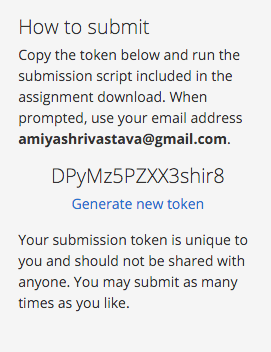 How to submit
Copy the token below and run the
submission script included in the
assignment download. When
prompted, use your email address
amiyashrivastava@gmail.com.
DPyMz5PZXX3shir8
Generate new token
Your submission token is unique to
you and should not be shared with
anyone. You may submit as many
times as you like.